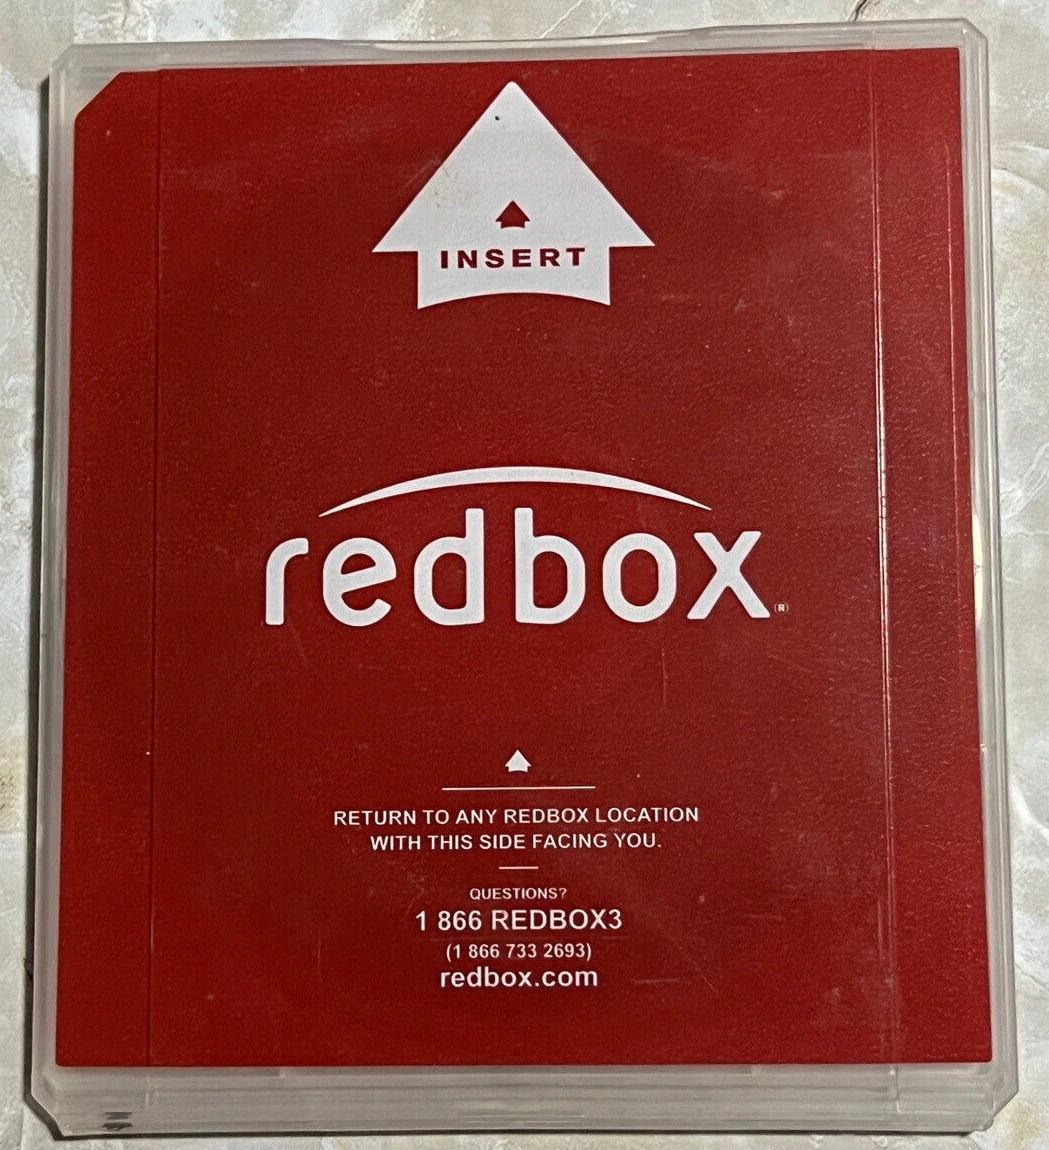 INSERT
redbox®
RETURN TO ANY REDBOX LOCATION
WITH THIS SIDE FACING YOU.
QUESTIONS?
1 866 REDBOX3
(1 866 733 2693)
redbox.com